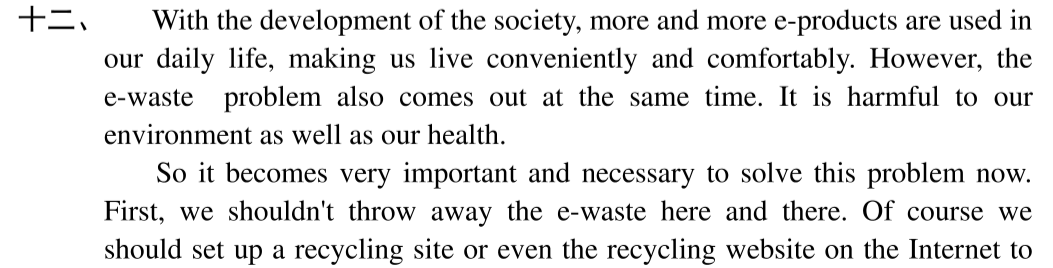 十二、 With the development of the society, more and more e-products are used in
our daily life, making us live conveniently and comfortably. However, the
e-waste problem also comes out at the same time. It is harmful to our
environment as well as our health.
So it becomes very important and necessary to solve this problem now.
First, we shouldn't throw away the e-waste here and there. Of course we
should set up a recycling site or even the recycling website on the Internet to